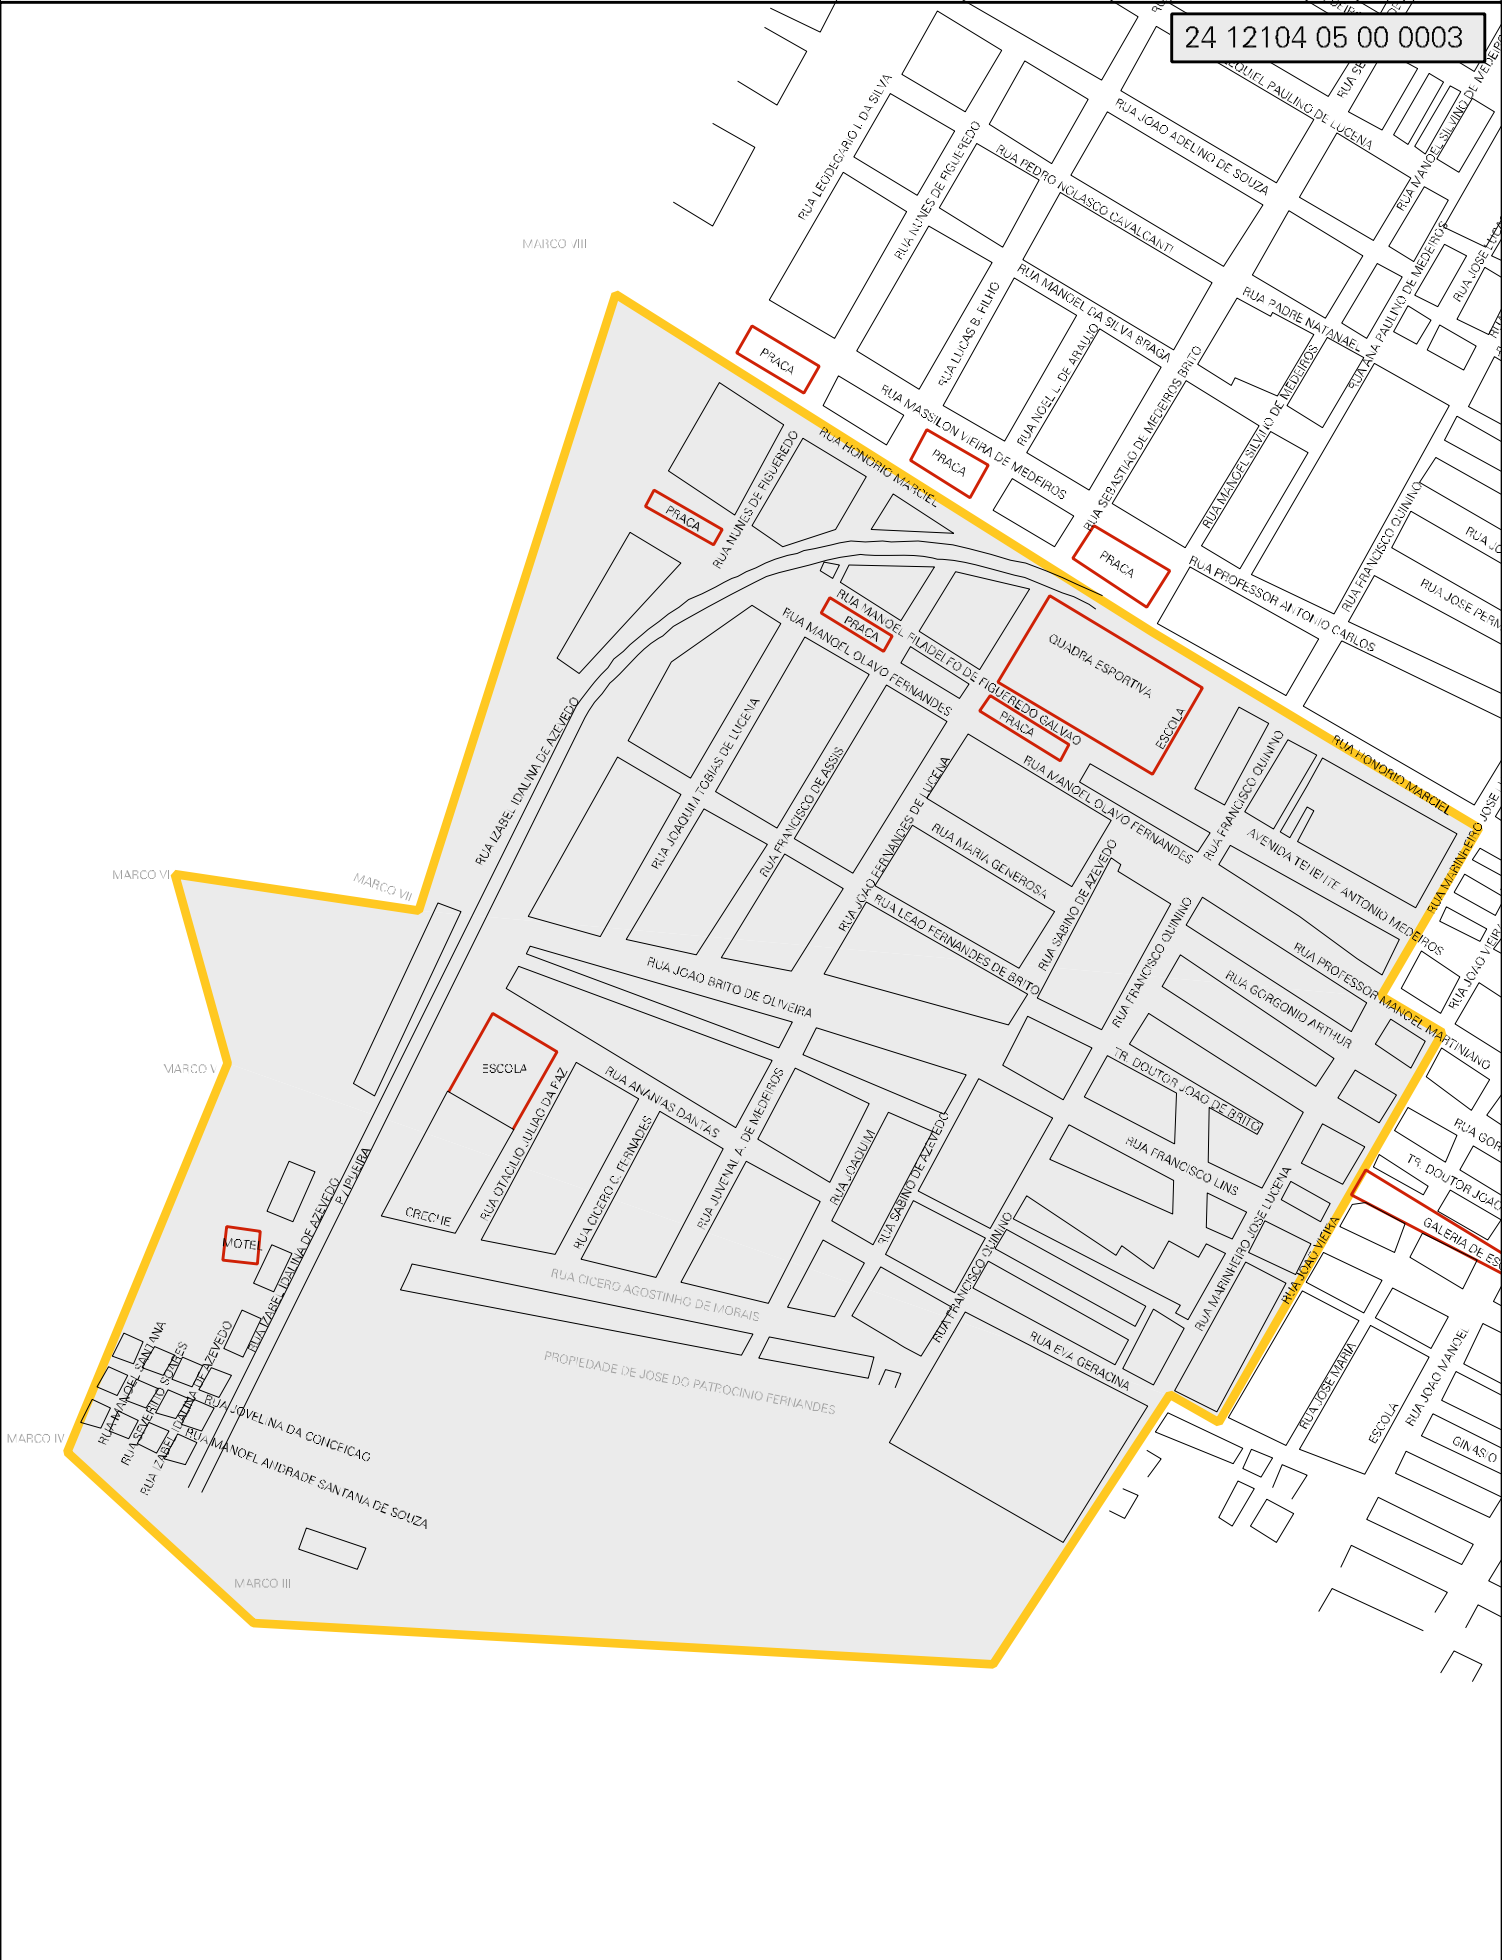 24 12104 05 00 0003
EZEQUIEL PAULINO DE LUCENA
RUA JOAO ADELINO DE SOUZA
RUA PEDRO NOLASCO CAVALCANTI
RUA LEODEGARIO I. DA SILVA
RUA NUNES DE FIGUEREDO
MARCO VIII
RUA MANOEL DA SILVA BRAGA
RUA LUCAS B. FILHO
RUA NOEL L. DE ARAUJO
RUA SEBASTIAO DE MEDEIROS BRITO
RUA PADRE NATANAEL
RUA ANA PAULINO DE MEDEIROS
RUA MANOEL SILVINO DE MEDEIROS
RUA MANOEL SILVINO DE MEDEIROS
PRACA
RUA MASSILON VIEIRA DE MEDEIROS
RUA HONORIO MARCIEL
PRACA
PRACA
RUA NUNES DE FIGUEREDO
PRACA
RUA FRANCISCO QUININO
RUA PROFESSOR ANTONIO CARLOS
RUA JOSE PERM
RUA MANOEL FILADELFO DE FIGUEREDO GALVAO
PRACA
RUA MANOEL OLAVO FERNANDES
QUADRA ESPORTIVA
ESCOLA
PRACA
RUA HONORIO MARCIEL
RUA IZABEL IDALINA DE AZEVEDO
RUA JOAQUIM TOBIAS DE LUCENA
RUA FRANCISCO DE ASSIS
RUA JOAO FERNANDES DE LUCENA
RUA MANOEL OLAVO FERNANDES
RUA FRANCISCO QUININO
AVENIDA TENENTE ANTONIO MEDEIROS
RUA MARINHEIRO JOSE
RUA MARIA GENEROSA
RUA LEAO FERNANDES DE BRITO
RUA SABINO DE AZEVEDO
RUA FRANCISCO QUININO
RUA PROFESSOR MANOEL MARTINIANO
RUA GORGONIO ARTHUR
RUA JOAO VIEIRA
MARCO VI
MARCO VII
RUA JOAO BRITO DE OLIVEIRA
MARCO V
ESCOLA
RUA ANANIAS DANTAS
RUA OTACILIO JULIAO DA PAZ
RUA CICERO C. FERNADES
RUA JUVENAL A. DE MEDEIROS
RUA JOAQUIM
RUA SABINO DE AZEVEDO
TR. DOUTOR JOAO DE BRITO
RUA FRANCISCO LINS
RUA GOR
TR. DOUTOR JOAO
GALERIA DE ES
CRECHE
P / IPUEIRA
RUA IZABEL IDALINA DE AZEVEDO
MOTEL
RUA CICERO AGOSTINHO DE MORAIS
RUA FRANCISCO QUININO
RUA MARINHEIRO JOSE LUCENA
RUA JOAO VIEIRA
RUA EVA GERACINA
PROPIEDADE DE JOSE DO PATROCINIO FERNANDES
RUA JOSE MARIA
ESCOLA
RUA JOAO MANOEL
GINASIO
RUA MANOEL SANTANA
RUA SEVERINO SOARES
RUA IZABEL IDALINA DE AZEVEDO
RUA JOVELINA DA CONCEICAO
RUA MANOEL ANDRADE SANTANA DE SOUZA
MARCO IV
MARCO III